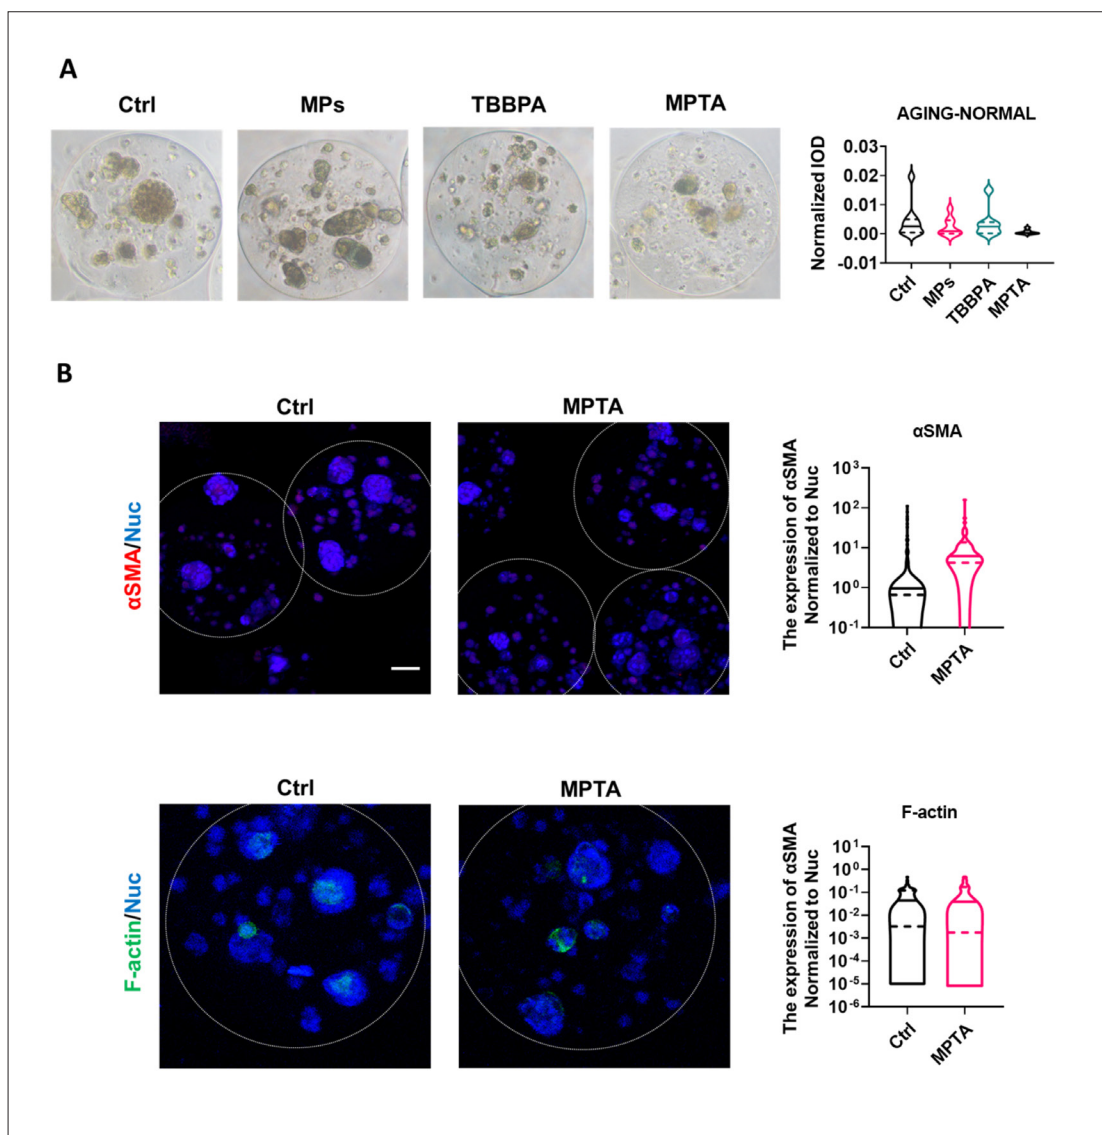 A
Ctrl
MPs
TBBPA
MPTA
AGING-NORMAL
Normalized IOD
0.03
0.02
0.01
0.00
-0.01
Ctrl
MPs
TBBPA
MPTA
B
Ctrl
MPTA
αSMA/Nuc
αSMA
The expression of αSMA
Normalized to Nuc
10³
10²
10¹
10⁰
10⁻¹
Ctrl
MPTA
Ctrl
MPTA
F-actin/Nuc
F-actin
The expression of αSMA
Normalized to Nuc
10¹
10⁰
10⁻¹
10⁻²
10⁻³
10⁻⁴
10⁻⁵
10⁻⁶
Ctrl
MPTA